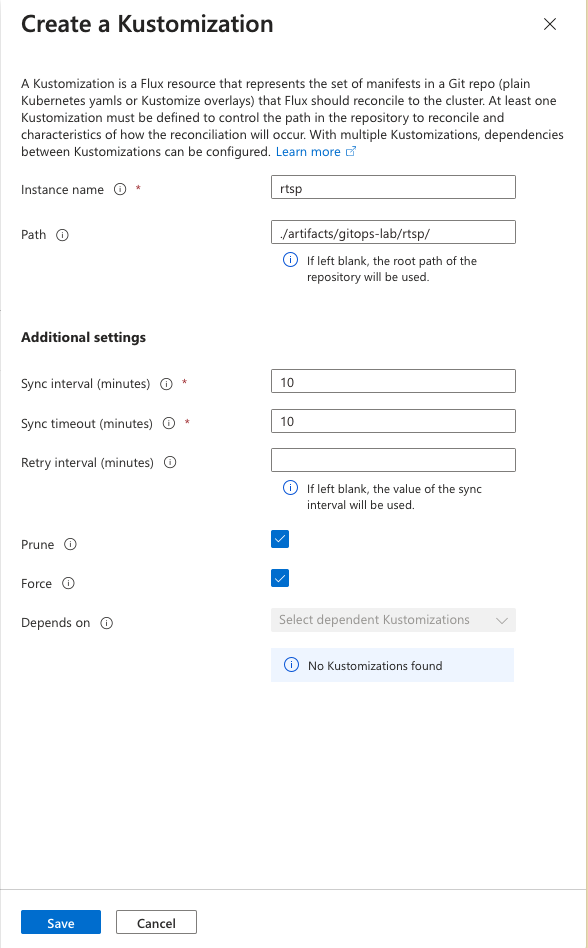 Create a Kustomization
A Kustomization is a Flux resource that represents the set of manifests in a Git repo (plain
Kubernetes yamls or Kustomize overlays) that Flux should reconcile to the cluster. At least one
Kustomization must be defined to control the path in the repository to reconcile and
characteristics of how the reconciliation will occur. With multiple Kustomizations, dependencies
between Kustomizations can be configured. Learn more
Instance name * rtsp
Path ./artifacts/gitops-lab/rtsp/
If left blank, the root path of the
repository will be used.
Additional settings
Sync interval (minutes) * 10
Sync timeout (minutes) * 10
Retry interval (minutes)
If left blank, the value of the sync
interval will be used.
Prune
Force
Depends on Select dependent Kustomizations
No Kustomizations found
Save Cancel